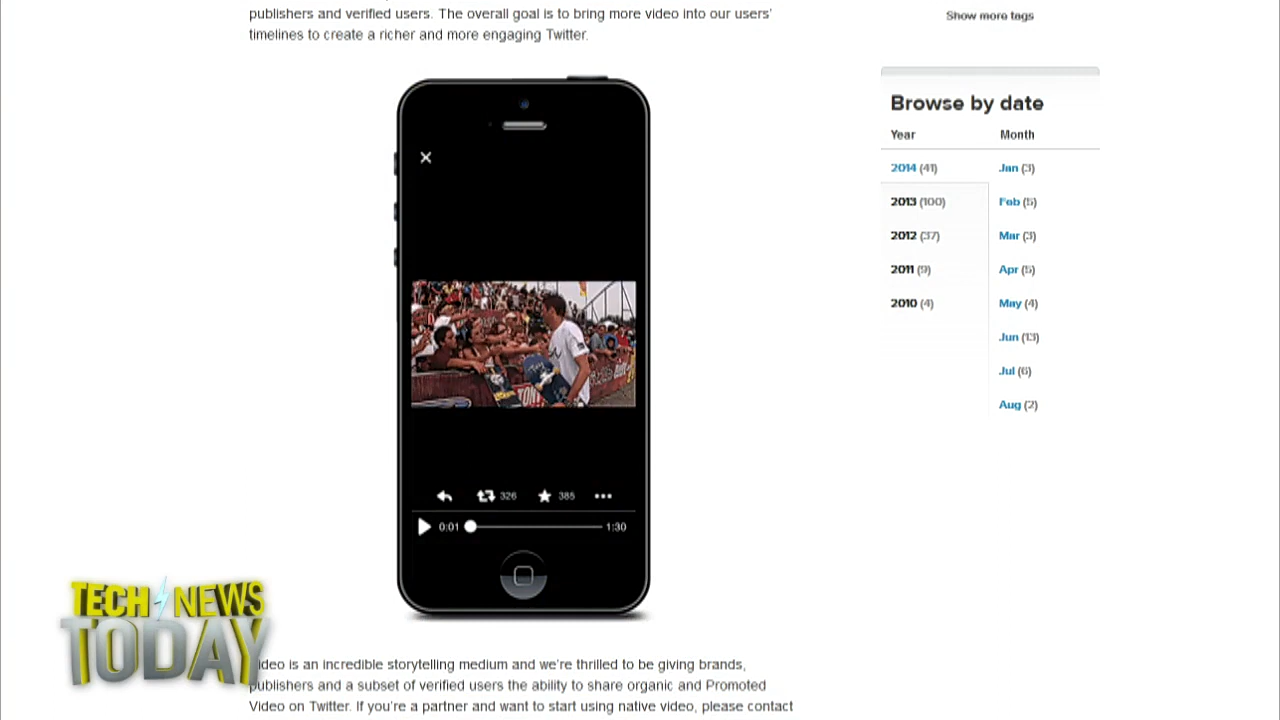 publishers and verified users. The overall goal is to bring more video into our users'
timelines to create a richer and more engaging Twitter.
Show more tags
Browse by date
Year Month
2014 (41) Jan (3)
2013 (100) Feb (5)
2012 (37) Mar (3)
2011 (9) Apr (5)
2010 (4) May (4)
Jun (13)
Jul (6)
Aug (2)
326 385
0:01 1:30
TECH NEWS
TODAY
video is an incredible storytelling medium and we're thrilled to be giving brands,
publishers and a subset of verified users the ability to share organic and Promoted
Video on Twitter. If you're a partner and want to start using native video, please contact